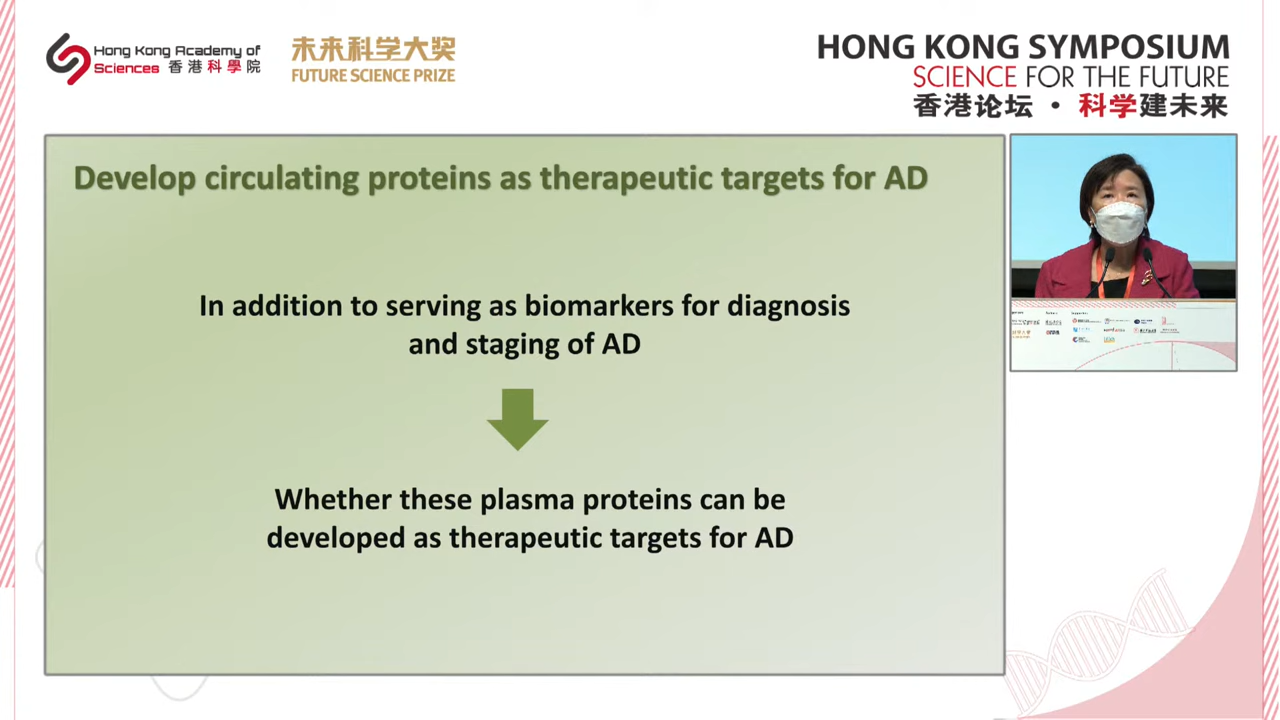 Hong Kong Academy of
Sciences 香港科學院
未来科学大奖
FUTURE SCIENCE PRIZE
HONG KONG SYMPOSIUM
SCIENCE FOR THE FUTURE
香港论坛 · 科学建未来
Develop circulating proteins as therapeutic targets for AD
In addition to serving as biomarkers for diagnosis
and staging of AD
Whether these plasma proteins can be
developed as therapeutic targets for AD